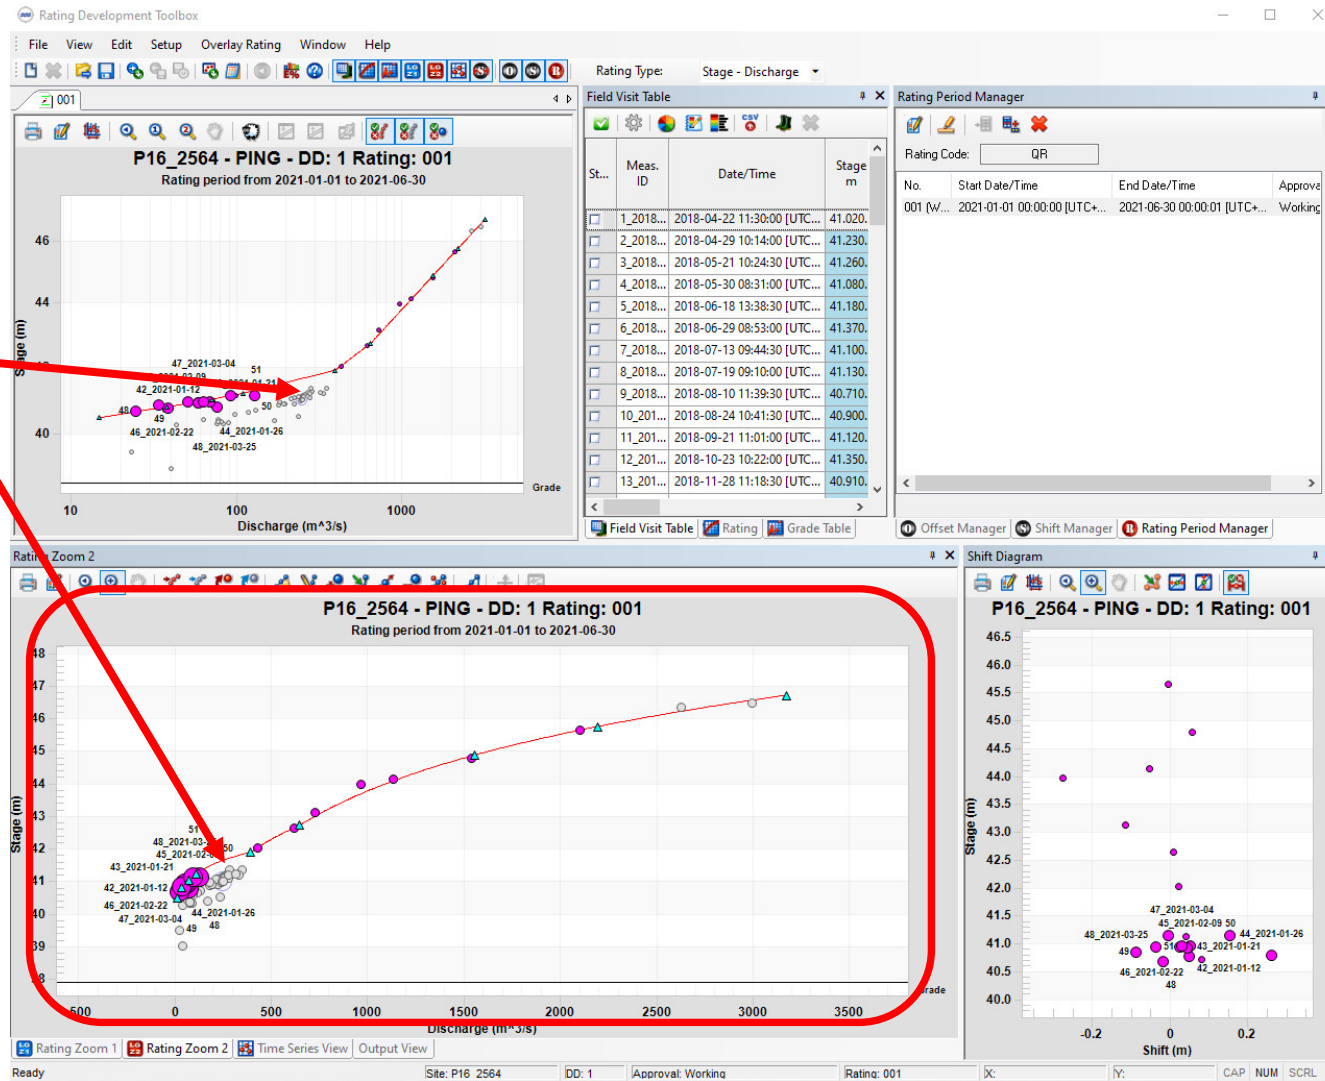 Rating Development Toolbox
File View Edit Setup Overlay Rating Window Help
Rating Type: Stage - Discharge
001
P16_2564 - PING - DD: 1 Rating: 001
Rating period from 2021-01-01 to 2021-06-30
Stage (m)
46
44
40
47_2021-03-04
51
42_2021-01-12
48
49
50
46_2021-02-22
44_2021-01-26
48_2021-03-25
Grade
10 100 1000
Discharge (m^3/s)
Field Visit Table
CSV
St... Meas. ID Date/Time Stage m
1_2018... 2018-04-22 11:30:00 [UTC... 41.020.
2_2018... 2018-04-29 10:14:00 [UTC... 41.230.
3_2018... 2018-05-21 10:24:30 [UTC... 41.260.
4_2018... 2018-05-30 08:31:00 [UTC... 41.080.
5_2018... 2018-06-18 13:38:30 [UTC... 41.180.
6_2018... 2018-06-29 08:53:00 [UTC... 41.370.
7_2018... 2018-07-13 09:44:30 [UTC... 41.100.
8_2018... 2018-07-19 09:10:00 [UTC... 41.130.
9_2018... 2018-08-10 11:39:30 [UTC... 40.710.
10_201... 2018-08-24 10:41:30 [UTC... 40.900.
11_201... 2018-09-21 11:01:00 [UTC... 41.120.
12_201... 2018-10-23 10:22:00 [UTC... 41.350.
13_201... 2018-11-28 11:18:30 [UTC... 40.910.
Field Visit Table Rating Grade Table
Rating Period Manager
Rating Code: QR
No. Start Date/Time End Date/Time Approva
001 (W... 2021-01-01 00:00:00 [UTC+... 2021-06-30 00:00:01 [UTC+... Working
Offset Manager Shift Manager Rating Period Manager
Rating Zoom 2
P16_2564 - PING - DD: 1 Rating: 001
Rating period from 2021-01-01 to 2021-06-30
Stage (m)
48
47
46
45
44
43
42
41
40
39
51
48_2021-03-
50
45_2021-02-
43_2021-01-21
42_2021-01-12
46_2021-02-22
44_2021-01-26
47_2021-03-04
49 48
500 0 500 1000 1500 2000 2500 3000 3500
Discharge (m^3/s)
Rating Zoom 1 Rating Zoom 2 Time Series View Output View
Shift Diagram
P16_2564 - PING - DD: 1 Rating: 001
Stage (m)
46.5
46.0
45.5
45.0
44.5
44.0
43.5
43.0
42.5
42.0
41.5
41.0
40.5
40.0
47_2021-03-04
45_2021-02-09 50
48_2021-03-25
44_2021-01-26
49
51
43_2021-01-21
46_2021-02-22
42_2021-01-12
48
-0.2 0 0.2
Shift (m)
Ready Site: P16_2564 DD: 1 Approval: Working Rating: 001 X: Y: CAP NUM SCRL